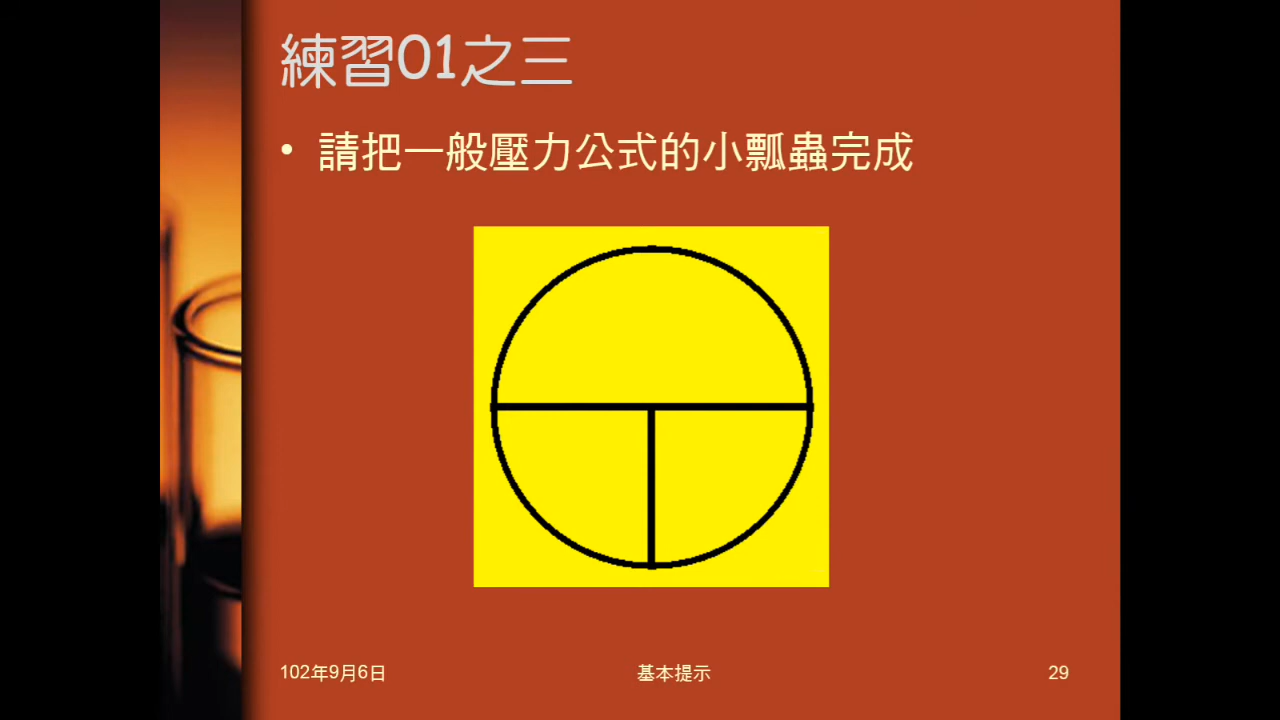 練習01之三
• 請把一般壓力公式的小瓢蟲完成
102年9月6日
基本提示
29